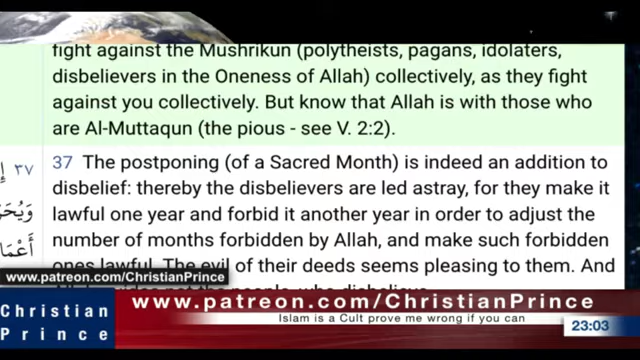 fight against the Mushrikun (polytheists, pagans, idolaters,
disbelievers in the Oneness of Allah) collectively, as they fight
against you collectively. But know that Allah is with those who
are Al-Muttaqun (the pious - see V. 2:2).
٣٧
37 The postponing (of a Sacred Month) is indeed an addition to
disbelief: thereby the disbelievers are led astray, for they make it
lawful one year and forbid it another year in order to adjust the
number of months forbidden by Allah, and make such forbidden
ones lawful. The evil of their deeds seems pleasing to them. And
www.patreon.com/ChristianPrince
www.patreon.com/ChristianPrince
Christian
Prince
Islam is a Cult prove me wrong if you can
23:03